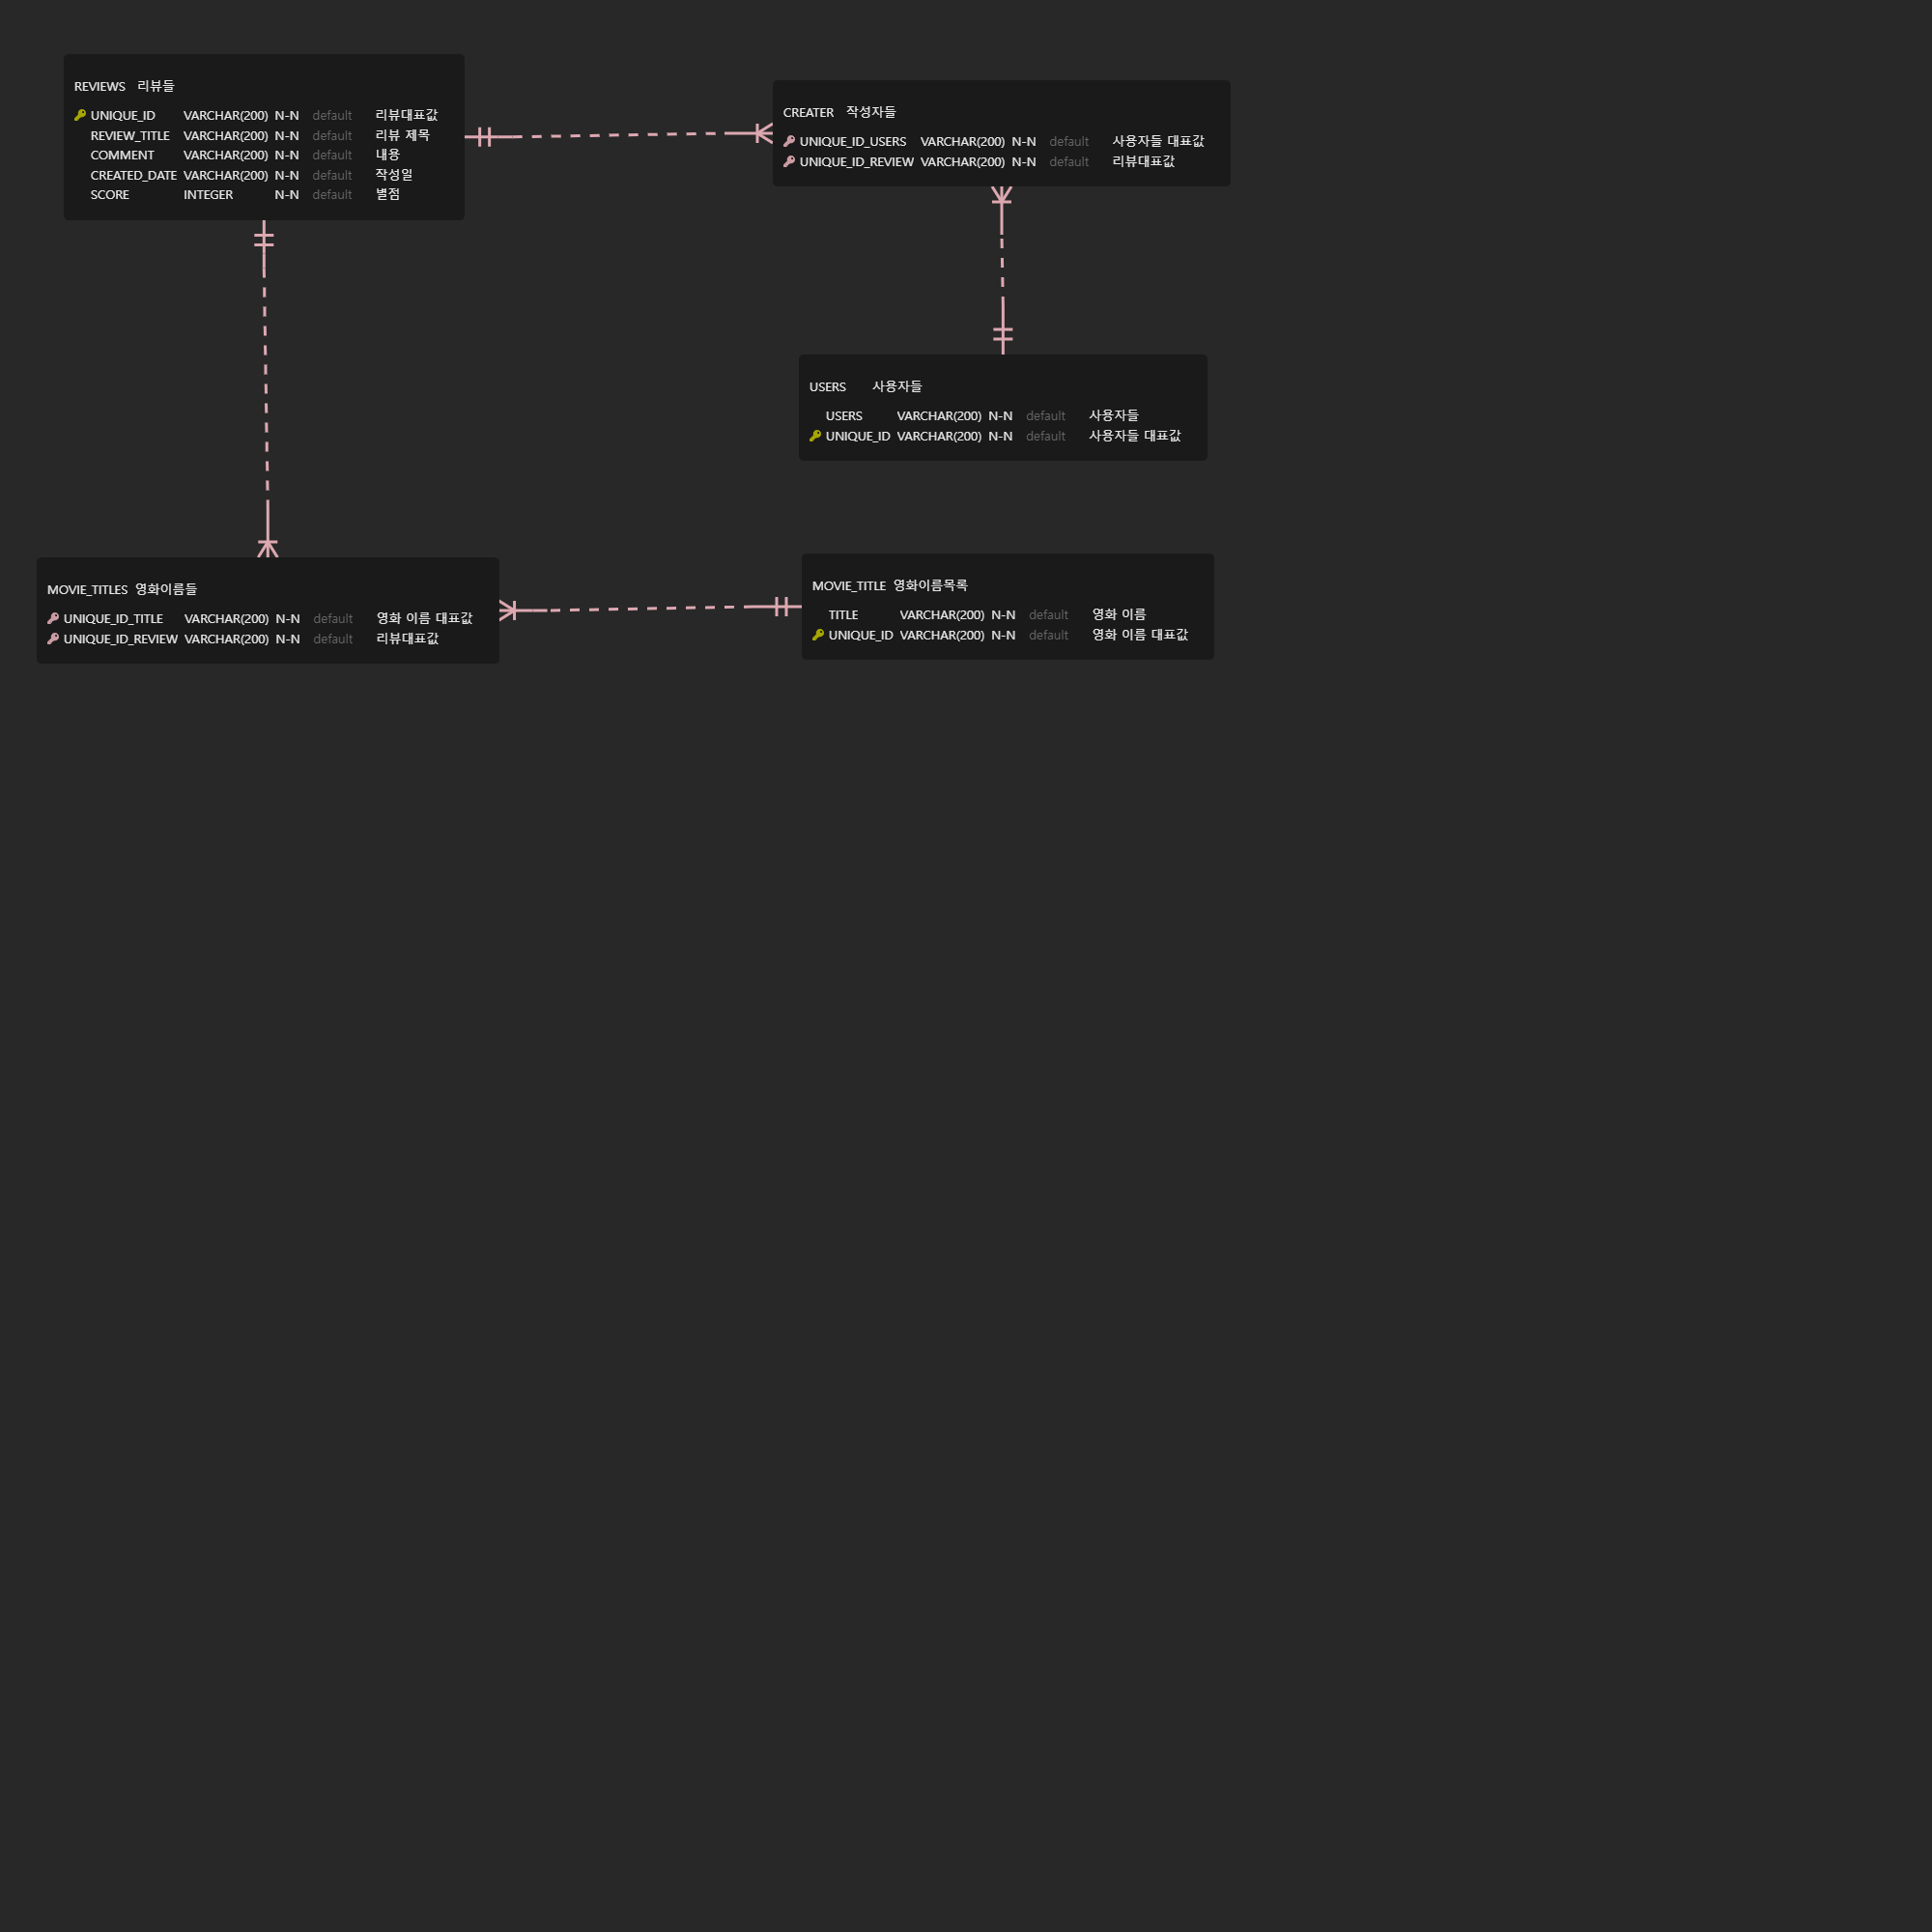 REVIEWS 리뷰들
UNIQUE_ID VARCHAR(200) N-N default 리뷰대표값
REVIEW_TITLE VARCHAR(200) N-N default 리뷰 제목
COMMENT VARCHAR(200) N-N default 내용
CREATED_DATE VARCHAR(200) N-N default 작성일
SCORE INTEGER N-N default 별점
CREATER 작성자들
UNIQUE_ID_USERS VARCHAR(200) N-N default 사용자들 대표값
UNIQUE_ID_REVIEW VARCHAR(200) N-N default 리뷰대표값
USERS 사용자들
USERS VARCHAR(200) N-N default 사용자들
UNIQUE_ID VARCHAR(200) N-N default 사용자들 대표값
MOVIE_TITLES 영화이름들
UNIQUE_ID_TITLE VARCHAR(200) N-N default 영화 이름 대표값
UNIQUE_ID_REVIEW VARCHAR(200) N-N default 리뷰대표값
MOVIE_TITLE 영화이름목록
TITLE VARCHAR(200) N-N default 영화 이름
UNIQUE_ID VARCHAR(200) N-N default 영화 이름 대표값